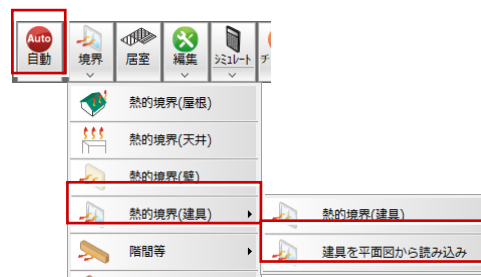 Auto
自動
境界
居室
編集
シミュレート
チ
熱的境界(屋根)
熱的境界(天井)
熱的境界(壁)
熱的境界(建具)
熱的境界(建具)
階間等
建具を平面図から読み込み